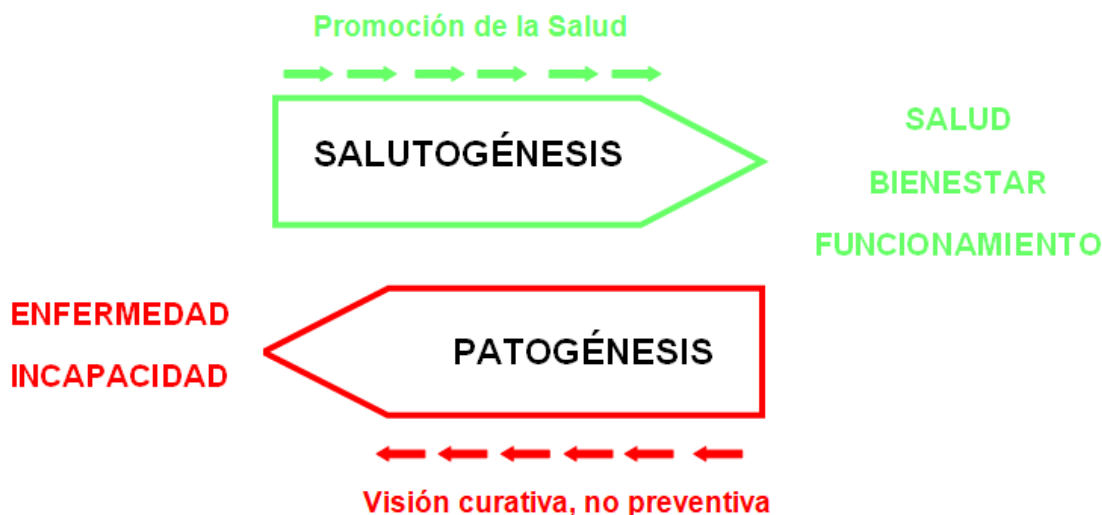 Promoción de la Salud
SALUTOGÉNESIS
SALUD
BIENESTAR
FUNCIONAMIENTO
ENFERMEDAD
INCAPACIDAD
PATOGÉNESIS
Visión curativa, no preventiva